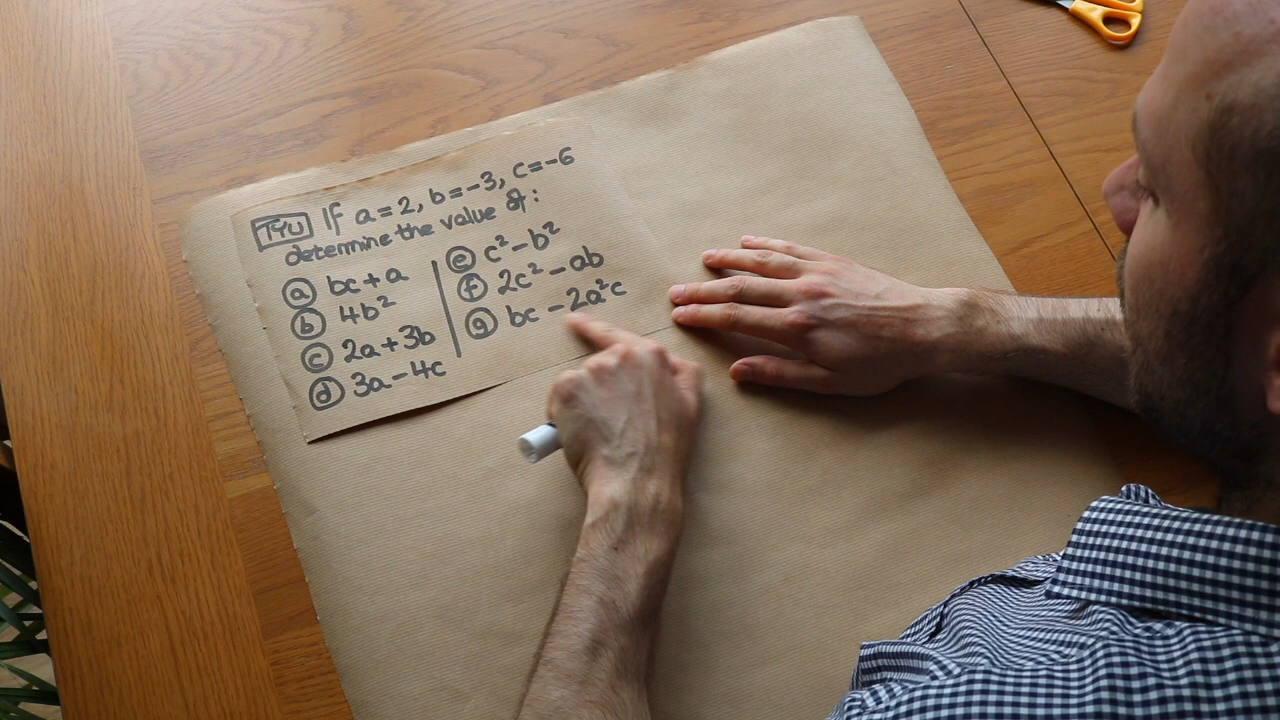 TYU If a=2, b=-3, c=-6
determine the value of:
a bc+a
b 4b²
c 2a+3b
d 3a-4c
e c²-b²
f 2c²-ab
g bc-2a²c